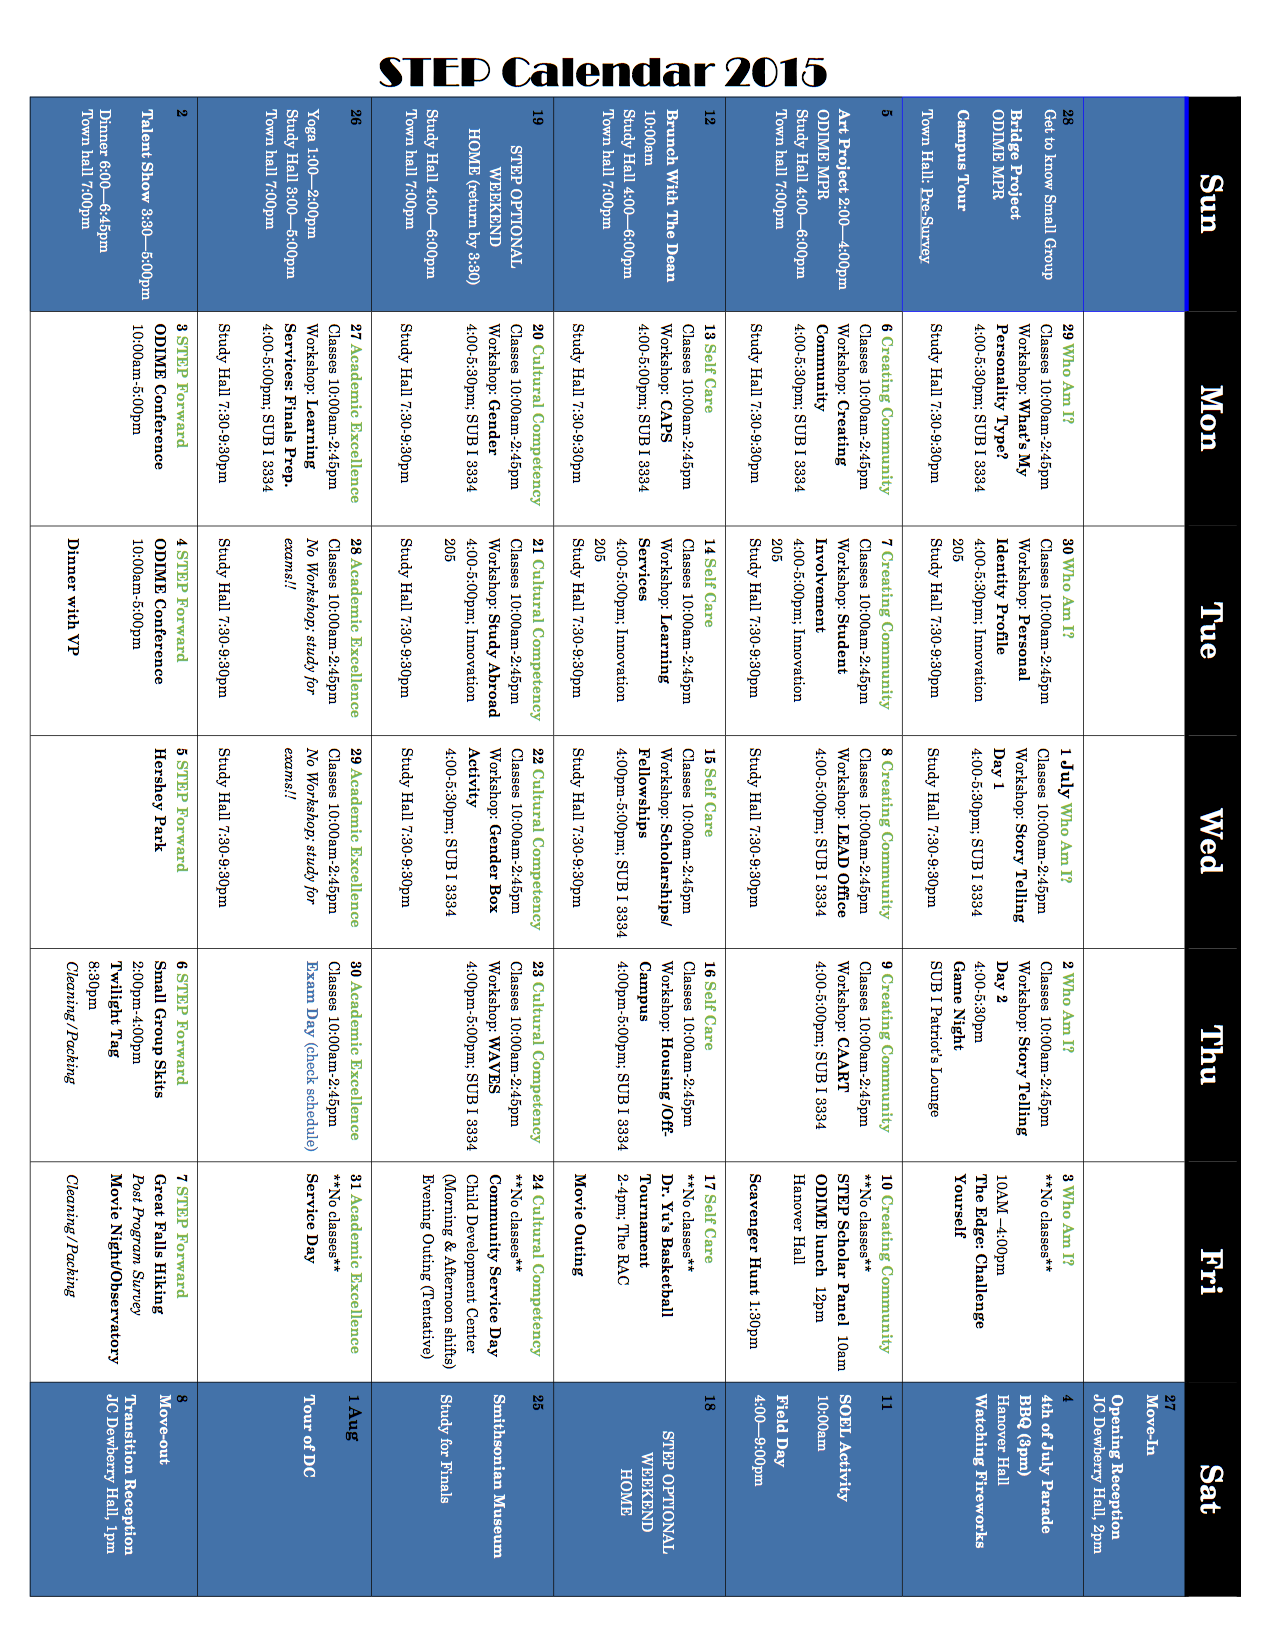 STEP Calendar 2015
Sun
Mon
Tue
Wed
Thu
Fri
Sat
27
Move-In
Opening Reception
JC Dewberry Hall, 2pm
28
Get to know Small Group
Bridge Project
ODIME MPR
Campus Tour
Town Hall: Pre-Survey
29 Who Am I?
Classes 10:00am-2:45pm
Workshop: What's My
Personality Type?
4:00-5:30pm; SUB I 3334
Study Hall 7:30-9:30pm
30 Who Am I?
Classes 10:00am-2:45pm
Workshop: Personal
Identity Profile
4:00-5:30pm; Innovation
205
Study Hall 7:30-9:30pm
1 July Who Am I?
Classes 10:00am-2:45pm
Workshop: Story Telling
Day 1
4:00-5:30pm; SUB I 3334
Study Hall 7:30-9:30pm
2 Who Am I?
Classes 10:00am-2:45pm
Workshop: Story Telling
Day 2
4:00-5:30pm
Game Night
SUB I Patriot's Lounge
3 Who Am I?
**No classes**
10AM –4:00pm
The Edge: Challenge
Yourself
4
4th of July Parade
BBQ (3pm)
Hanover Hall
Watching Fireworks
5
Art Project 2:00—4:00pm
ODIME MPR
Study Hall 4:00—6:00pm
Town hall 7:00pm
6 Creating Community
Classes 10:00am-2:45pm
Workshop: Creating
Community
4:00-5:30pm; SUB I 3334
Study Hall 7:30-9:30pm
7 Creating Community
Classes 10:00am-2:45pm
Workshop: Student
Involvement
4:00-5:00pm; Innovation
205
Study Hall 7:30-9:30pm
8 Creating Community
Classes 10:00am-2:45pm
Workshop: LEAD Office
4:00-5:00pm; SUB I 3334
Study Hall 7:30-9:30pm
9 Creating Community
Classes 10:00am-2:45pm
Workshop: CAART
4:00-5:00pm; SUB I 3334
10 Creating Community
**No classes**
STEP Scholar Panel 10am
ODIME lunch 12pm
Hanover Hall
Scavenger Hunt 1:30pm
11
SOEL Activity
10:00am
Field Day
4:00—9:00pm
12
Brunch With The Dean
10:00am
Study Hall 4:00—6:00pm
Town hall 7:00pm
13 Self Care
Classes 10:00am-2:45pm
Workshop: CAPS
4:00-5:00pm; SUB I 3334
Study Hall 7:30-9:30pm
14 Self Care
Classes 10:00am-2:45pm
Workshop: Learning
Services
4:00-5:00pm; Innovation
205
Study Hall 7:30-9:30pm
15 Self Care
Classes 10:00am-2:45pm
Workshop: Scholarships/
Fellowships
4:00pm-5:00pm; SUB I 3334
Study Hall 7:30-9:30pm
16 Self Care
Classes 10:00am-2:45pm
Workshop: Housing /Off-
Campus
4:00pm-5:00pm; SUB I 3334
17 Self Care
**No classes**
Dr. Yu's Basketball
Tournament
2-4pm; The RAC
Movie Outing
18
STEP OPTIONAL
WEEKEND
HOME
19
STEP OPTIONAL
WEEKEND
HOME (return by 3:30)
Study Hall 4:00—6:00pm
Town hall 7:00pm
20 Cultural Competency
Classes 10:00am-2:45pm
Workshop: Gender
4:00-5:30pm; SUB I 3334
Study Hall 7:30-9:30pm
21 Cultural Competency
Classes 10:00am-2:45pm
Workshop: Study Abroad
4:00-5:00pm; Innovation
205
Study Hall 7:30-9:30pm
22 Cultural Competency
Classes 10:00am-2:45pm
Workshop: Gender Box
Activity
4:00-5:30pm; SUB I 3334
Study Hall 7:30-9:30pm
23 Cultural Competency
Classes 10:00am-2:45pm
Workshop: WAVES
4:00pm-5:00pm; SUB I 3334
24 Cultural Competency
**No classes**
Community Service Day
Child Development Center
(Morning & Afternoon shifts)
Evening Outing (Tentative)
25
Smithsonian Museum
Study for Finals
26
Yoga 1:00—2:00pm
Study Hall 3:00—5:00pm
Town hall 7:00pm
27 Academic Excellence
Classes 10:00am-2:45pm
Workshop: Learning
Services: Finals Prep.
4:00-5:00pm; SUB I 3334
Study Hall 7:30-9:30pm
28 Academic Excellence
Classes 10:00am-2:45pm
No Workshop; study for
exams!!
Study Hall 7:30-9:30pm
29 Academic Excellence
Classes 10:00am-2:45pm
No Workshop; study for
exams!!
Study Hall 7:30-9:30pm
30 Academic Excellence
Classes 10:00am-2:45pm
Exam Day (check schedule)
31 Academic Excellence
**No classes**
Service Day
1 Aug
Tour of DC
2
Talent Show 3:30—5:00pm
Dinner 6:00—6:45pm
Town hall 7:00pm
3 STEP Forward
ODIME Conference
10:00am-5:00pm
4 STEP Forward
ODIME Conference
10:00am-5:00pm
Dinner with VP
5 STEP Forward
Hershey Park
6 STEP Forward
Small Group Skits
2:00pm-4:00pm
Twilight Tag
8:30pm
Cleaning/Packing
7 STEP Forward
Great Falls Hiking
Post Program Survey
Movie Night/Observatory
Cleaning/Packing
8
Move-out
Transition Reception
JC Dewberry Hall, 1pm